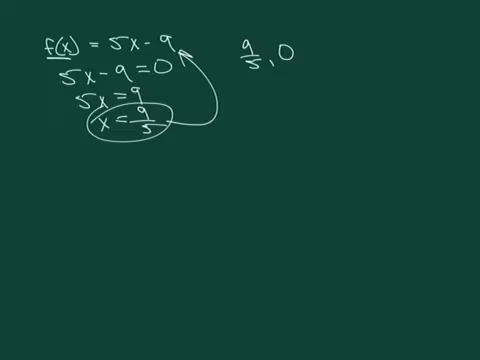 f(x) = 5x - 9
5x - 9 = 0
5x = 9
x = 9/5
9/5, 0